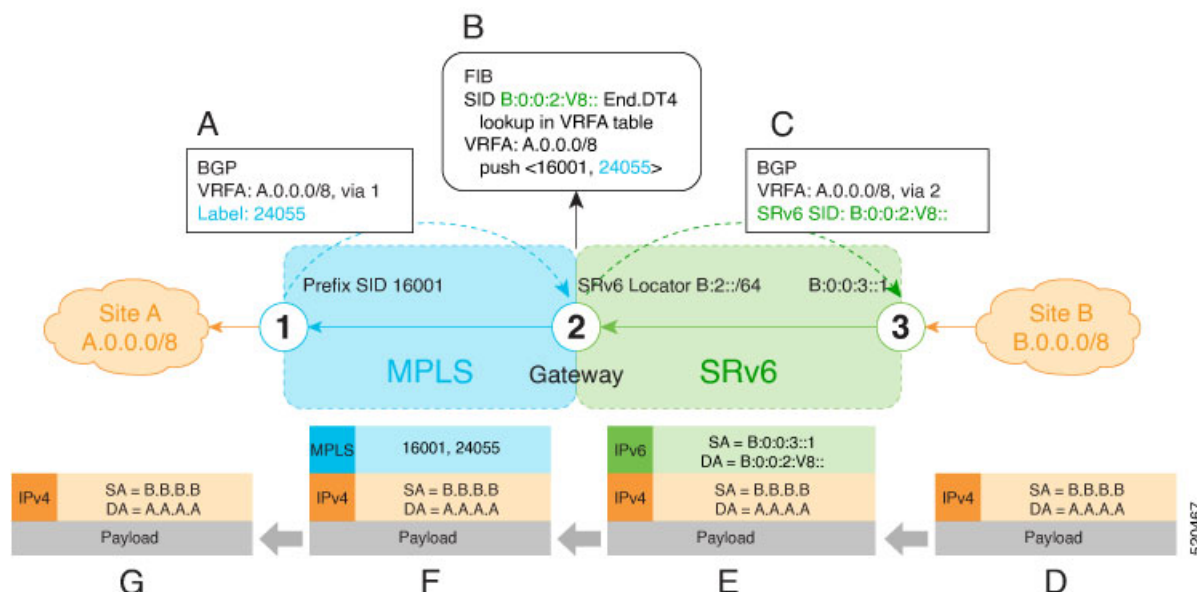 B
FIB
SID B:0:0:2:V8:: End.DT4
lookup in VRFA table
VRFA: A.0.0.0/8
push <16001, 24055>
A
BGP
VRFA: A.0.0.0/8, via 1
Label: 24055
C
BGP
VRFA: A.0.0.0/8, via 2
SRv6 SID: B:0:0:2:V8::
Prefix SID 16001
SRv6 Locator B:2::/64
B:0:0:3::1
Site A
A.0.0.0/8
1
2
3
Site B
B.0.0.0/8
MPLS
Gateway
SRv6
IPv4
SA = B.B.B.B
DA = A.A.A.A
Payload
G
MPLS
16001, 24055
IPv4
SA = B.B.B.B
DA = A.A.A.A
Payload
F
IPv6
SA = B:0:0:3::1
DA = B:0:0:2:V8::
IPv4
SA = B.B.B.B
DA = A.A.A.A
Payload
E
IPv4
SA = B.B.B.B
DA = A.A.A.A
Payload
D
520467